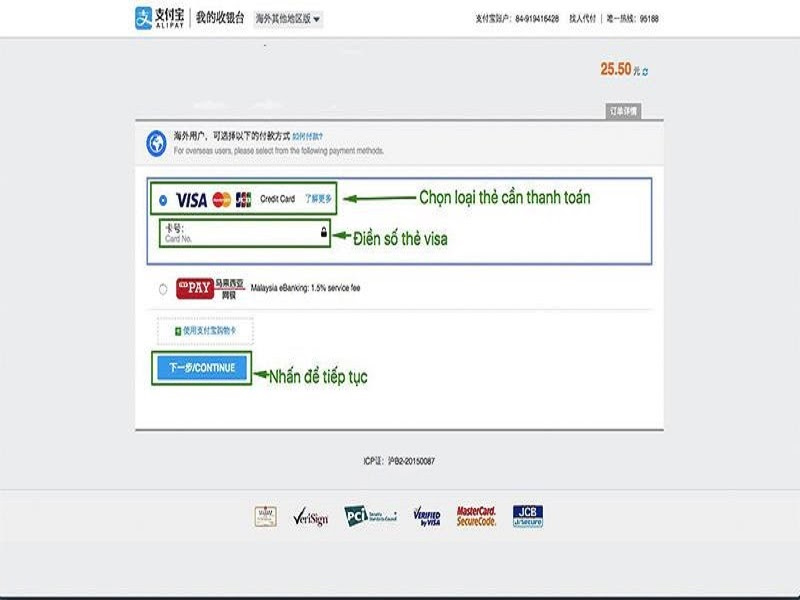 支付宝 ALIPAY 我的收银台 海外其他地区版
支付宝账户: 84-919416428 找人代付 | 唯一热线: 95188
25.50 元
订单详情
海外用户，可选择以下的付款方式 如何付款?
For overseas users, please select from the following payment methods.
VISA MasterCard JCB Credit Card 了解更多
Chọn loại thẻ cần thanh toán
卡号:
Card No.
Điền số thẻ visa
PAY 马来西亚网银 Malaysia eBanking: 1.5% service fee
使用支付宝购物卡
下一步/CONTINUE
Nhấn để tiếp tục
ICP证: 沪B2-20150087
VeriSign PCI Security Standards Council VERIFIED by VISA MasterCard. SecureCode. JCB J/Secure